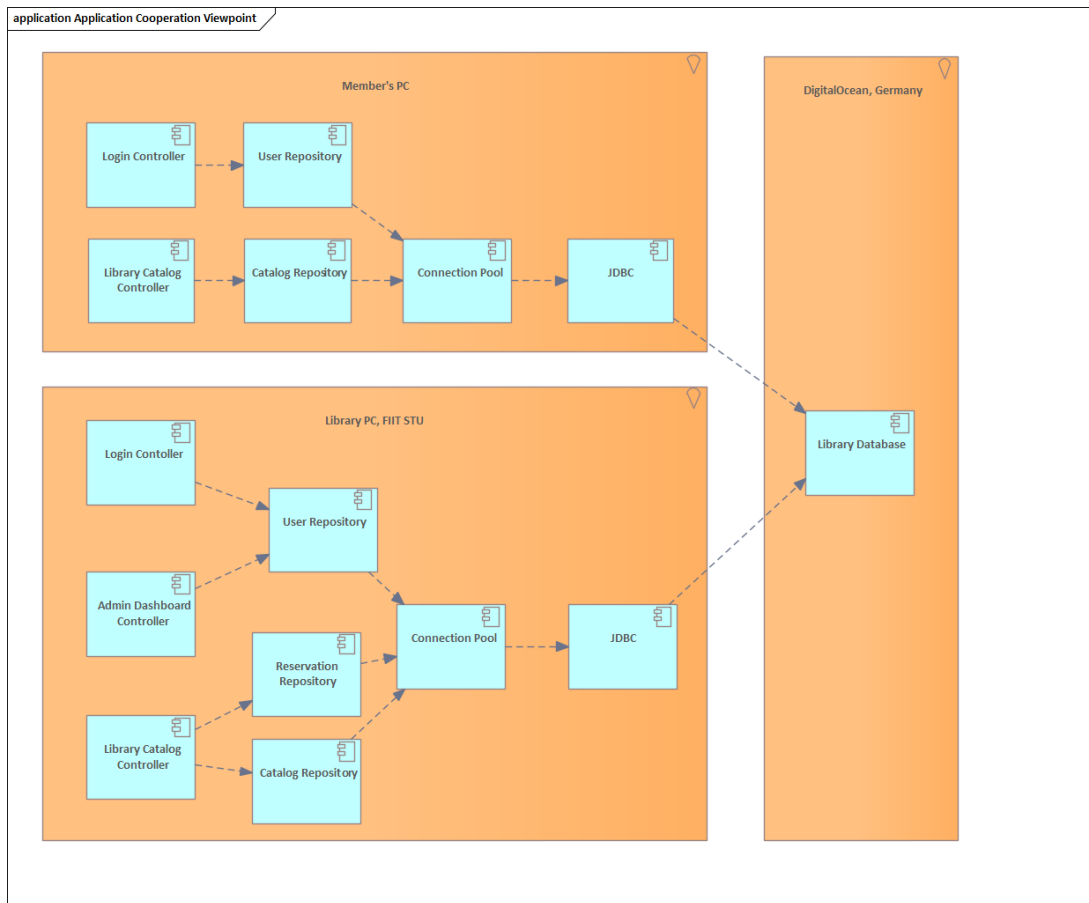 application Application Cooperation Viewpoint
Member's PC
Login Controller
User Repository
Library Catalog
Controller
Catalog Repository
Connection Pool
JDBC
DigitalOcean, Germany
Library Database
Library PC, FIIT STU
Login Contoller
User Repository
Admin Dashboard
Controller
Reservation
Repository
Connection Pool
JDBC
Library Catalog
Controller
Catalog Repository